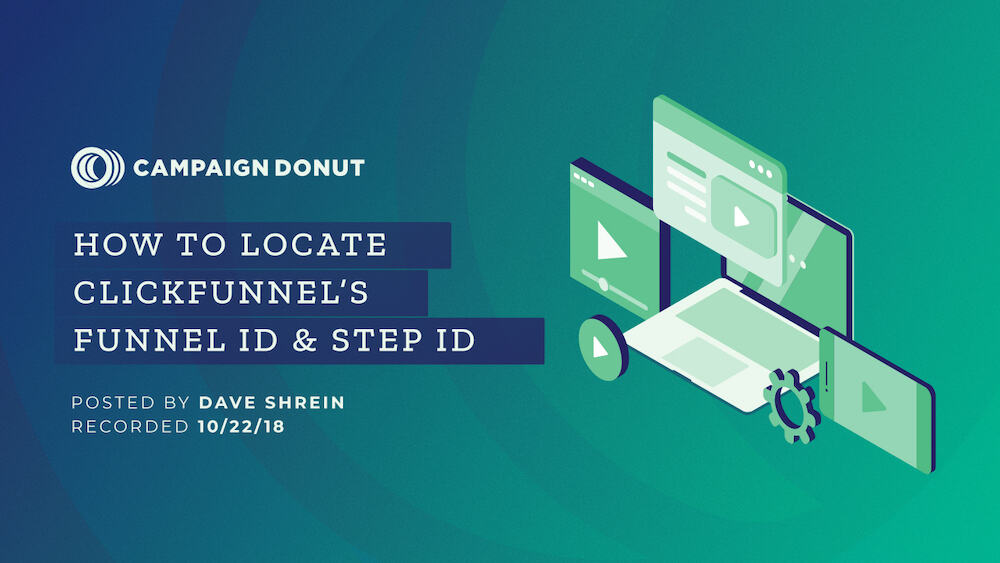 CAMPAIGN DONUT
HOW TO LOCATE
CLICKFUNNEL‘S
FUNNEL ID & STEP ID
POSTED BY DAVE SHREIN
RECORDED 10/22/18